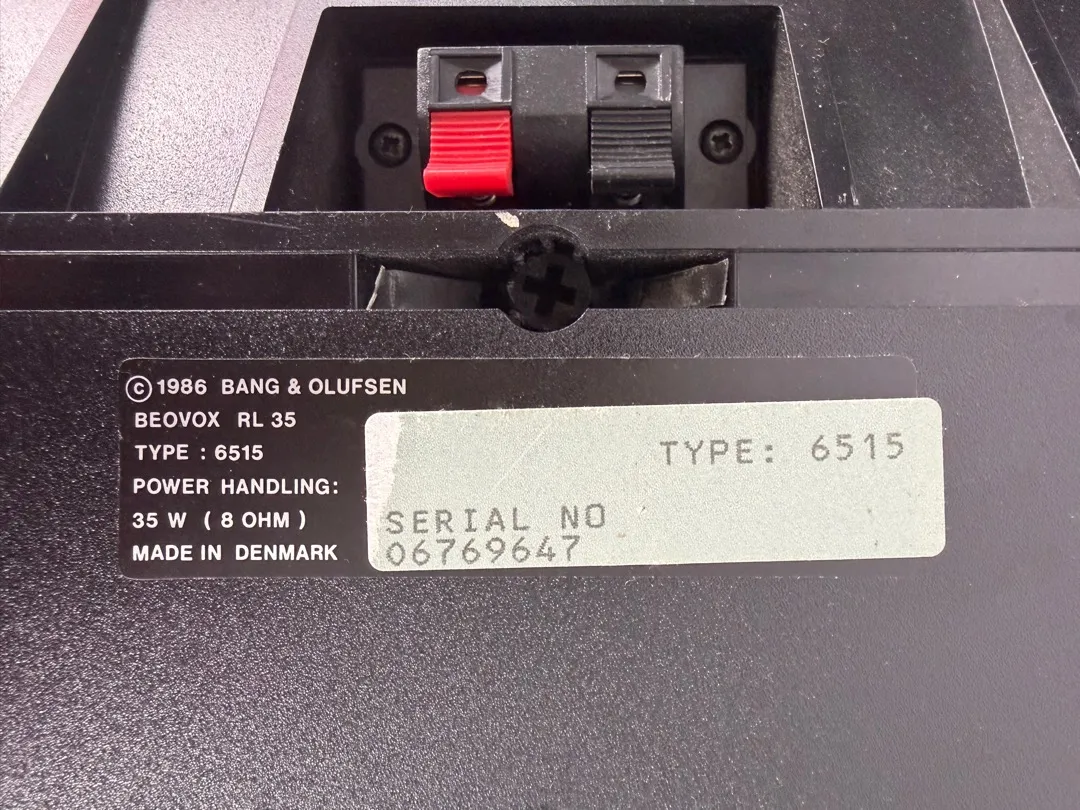 © 1986 BANG & OLUFSEN
BEOVOX RL 35
TYPE : 6515
POWER HANDLING:
35 W ( 8 OHM )
MADE IN DENMARK
TYPE: 6515
SERIAL NO
06769647